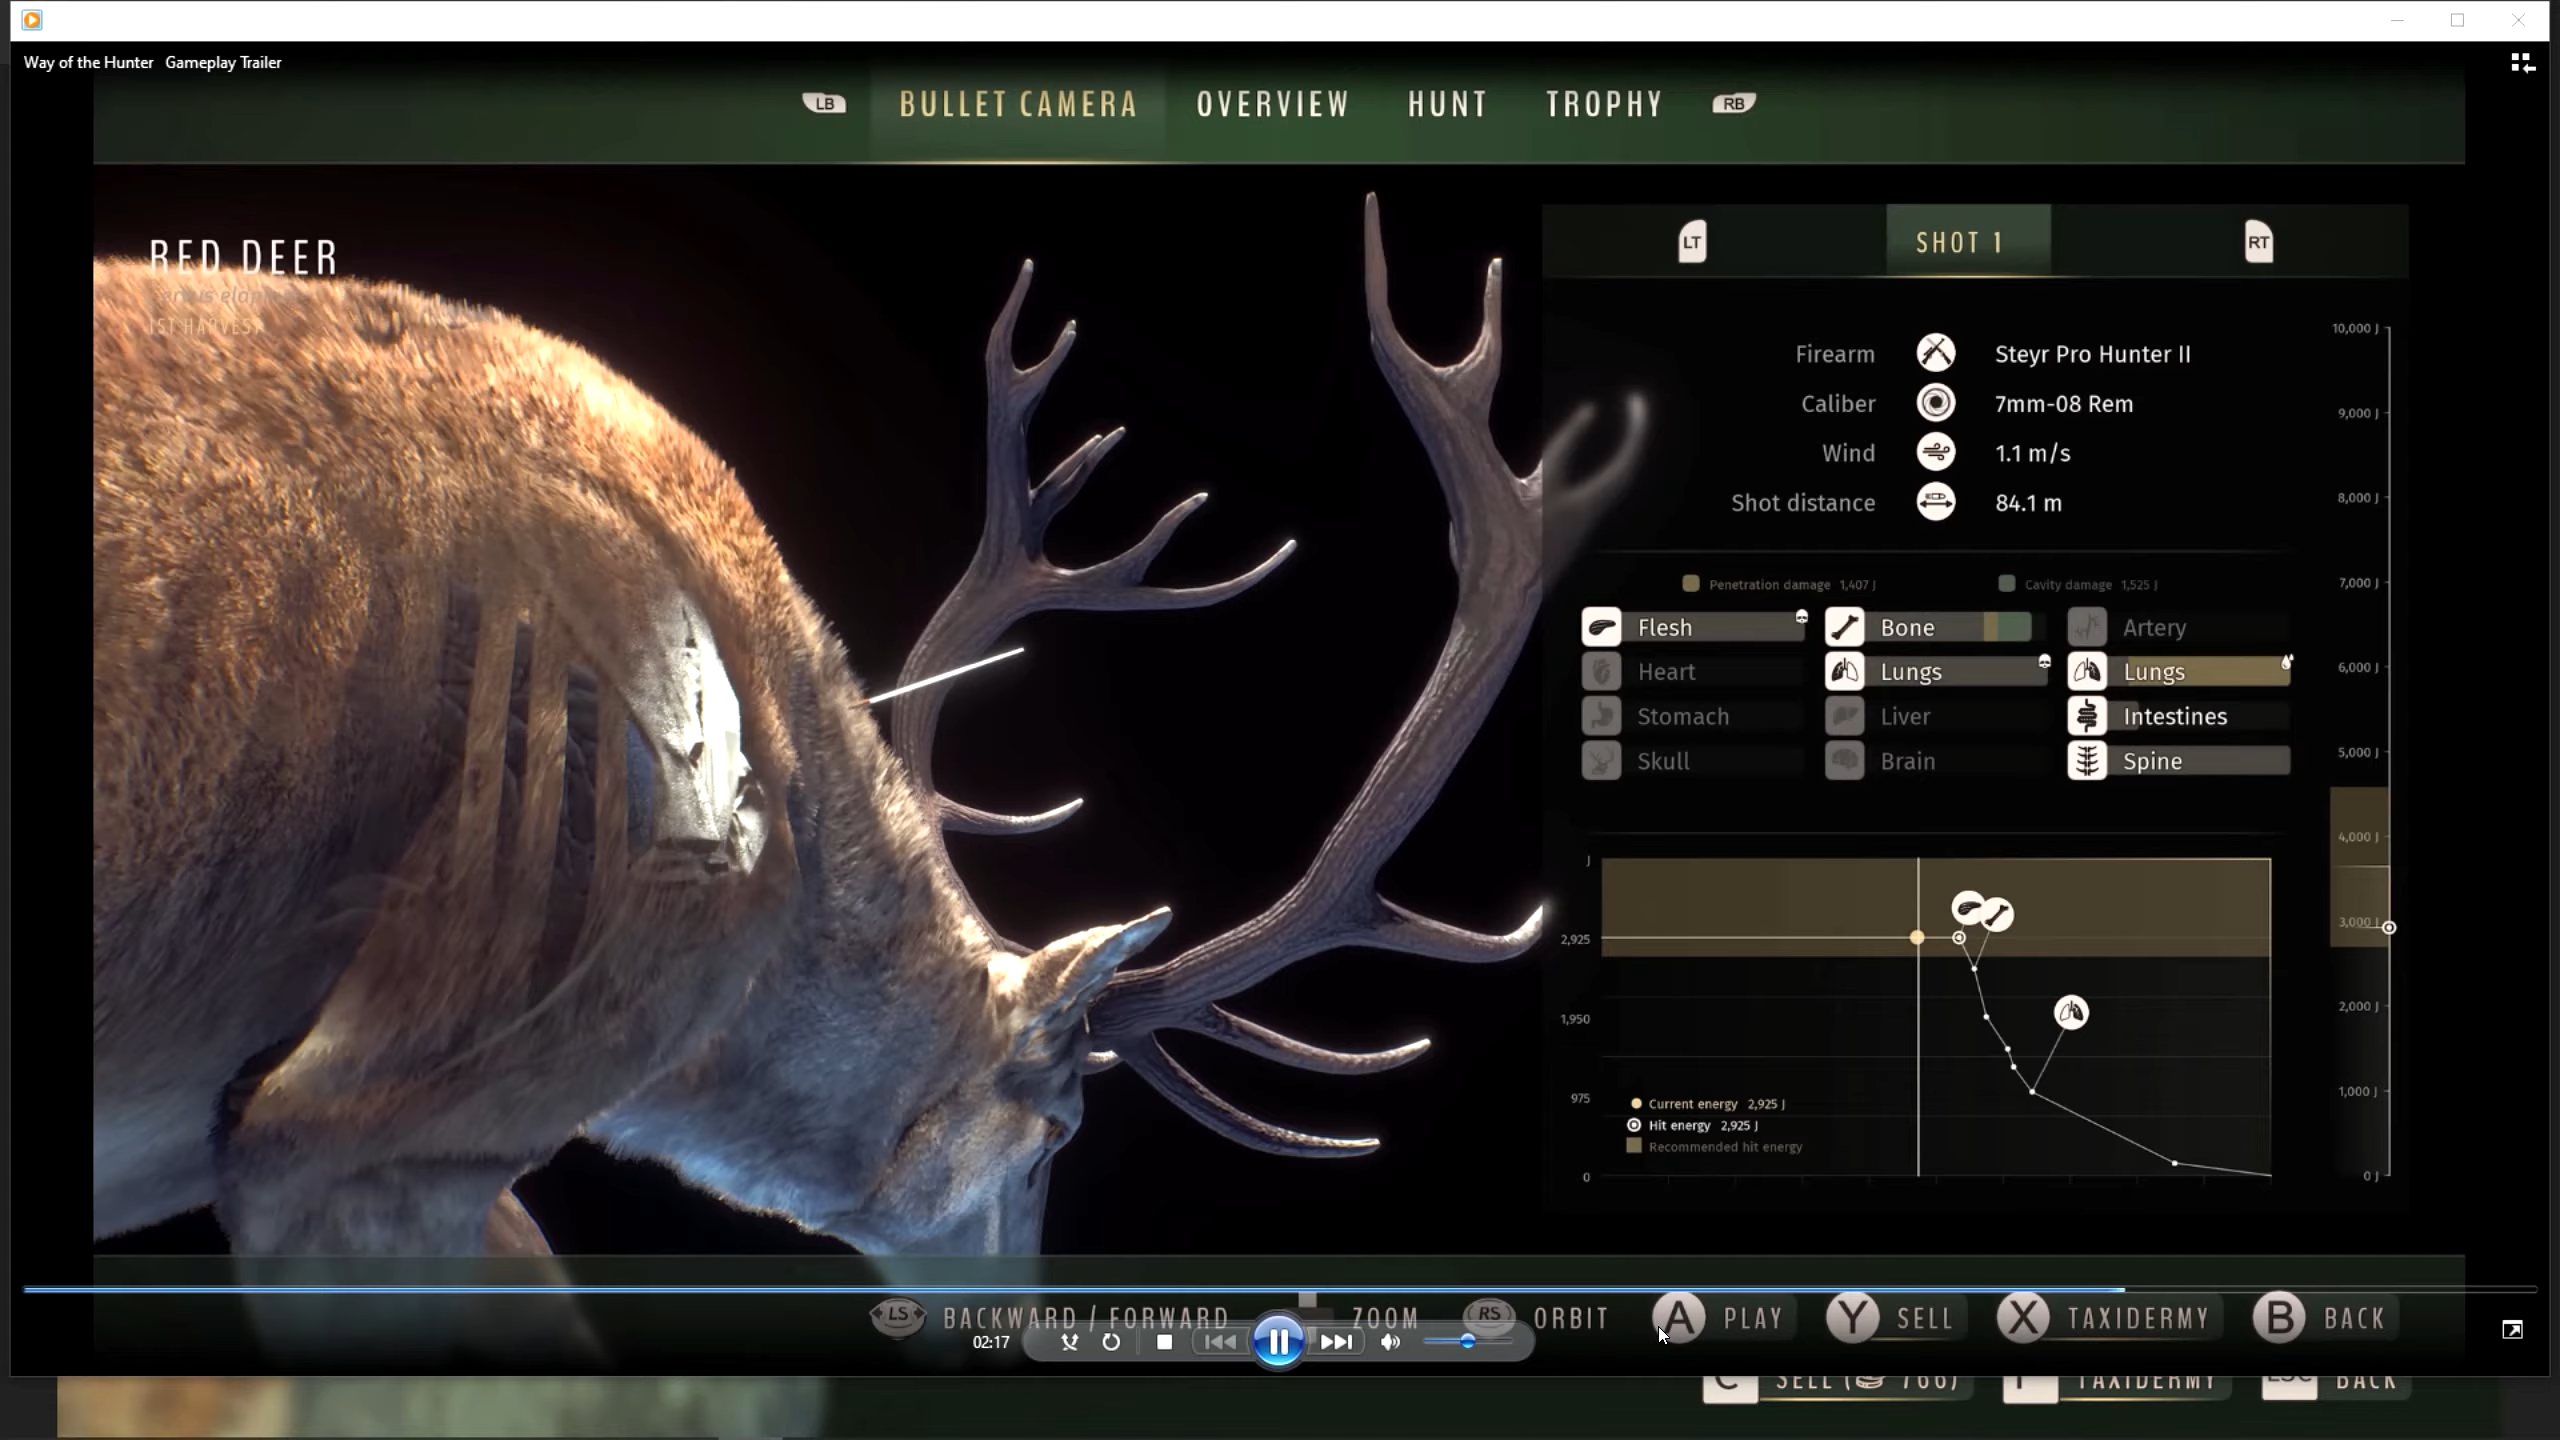 Way of the Hunter Gameplay Trailer
LB BULLET CAMERA OVERVIEW HUNT TROPHY RB
RED DEER
1ST HARVEST
LT SHOT 1 RT
Firearm Steyr Pro Hunter II
Caliber 7mm-08 Rem
Wind 1.1 m/s
Shot distance 84.1 m
Penetration damage 1,407 J Cavity damage 1,525 J
Flesh Bone Artery
Heart Lungs Lungs
Stomach Liver Intestines
Skull Brain Spine
10,000 J
9,000 J
8,000 J
7,000 J
6,000 J
5,000 J
4,000 J
3,000 J
2,000 J
1,000 J
0 J
J
2,925
1,950
975
0
Current energy 2,925 J
Hit energy 2,925 J
Recommended hit energy
LS BACKWARD / FORWARD ZOOM RS ORBIT A PLAY Y SELL X TAXIDERMY B BACK
02:17
SELL ( 766) TAXIDERMY ESC BACK